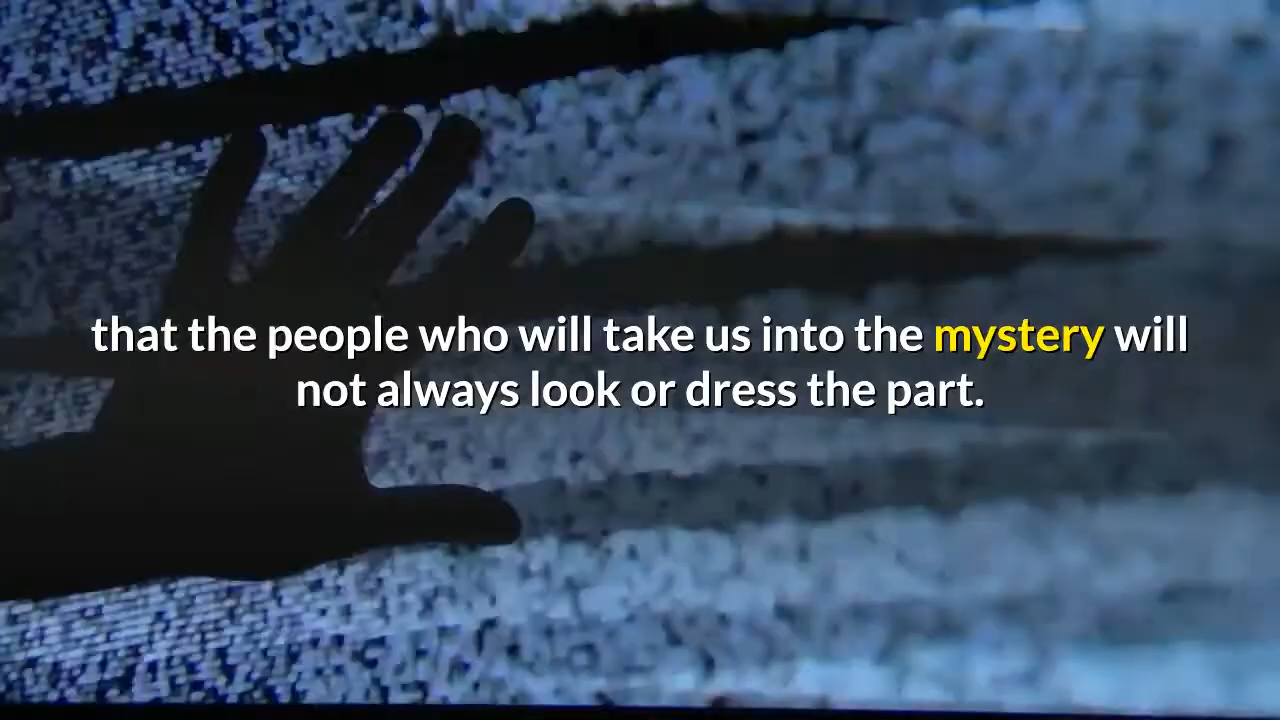 that the people who will take us into the mystery will
not always look or dress the part.